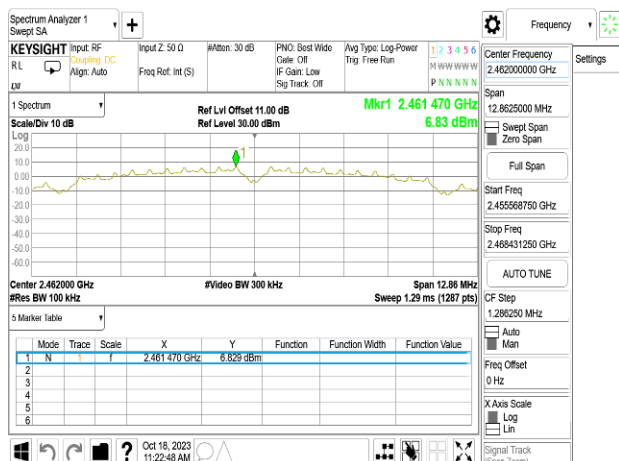 Spectrum Analyzer 1
Swept SA
Frequency
KEYSIGHT
RL
Input: RF
Coupling: DC
Align: Auto
Input Z: 50 Ω
Freq Ref: Int (S)
#Atten: 30 dB
PNO: Best Wide
Gate: Off
IF Gain: Low
Sig Track: Off
Avg Type: Log-Power
Trig: Free Run
1 2 3 4 5 6
M W W W W W
P N N N N N
1 Spectrum
Scale/Div 10 dB
Ref Lvl Offset 11.00 dB
Ref Level 30.00 dBm
Mkr1 2.461 470 GHz
6.83 dBm
Log
20.0
10.0
0.00
-10.0
-20.0
-30.0
-40.0
-50.0
-60.0
1
Center 2.462000 GHz
#Res BW 100 kHz
#Video BW 300 kHz
Span 12.86 MHz
Sweep 1.29 ms (1287 pts)
5 Marker Table
Mode Trace Scale X Y Function Function Width Function Value
1 N 1 f 2.461 470 GHz 6.829 dBm
2
3
4
5
6
Oct 18, 2023
11:22:48 AM
Center Frequency
2.462000000 GHz
Span
12.8625000 MHz
Swept Span
Zero Span
Full Span
Start Freq
2.455568750 GHz
Stop Freq
2.468431250 GHz
AUTO TUNE
CF Step
1.286250 MHz
Auto
Man
Freq Offset
0 Hz
X Axis Scale
Log
Lin
Signal Track
Settings